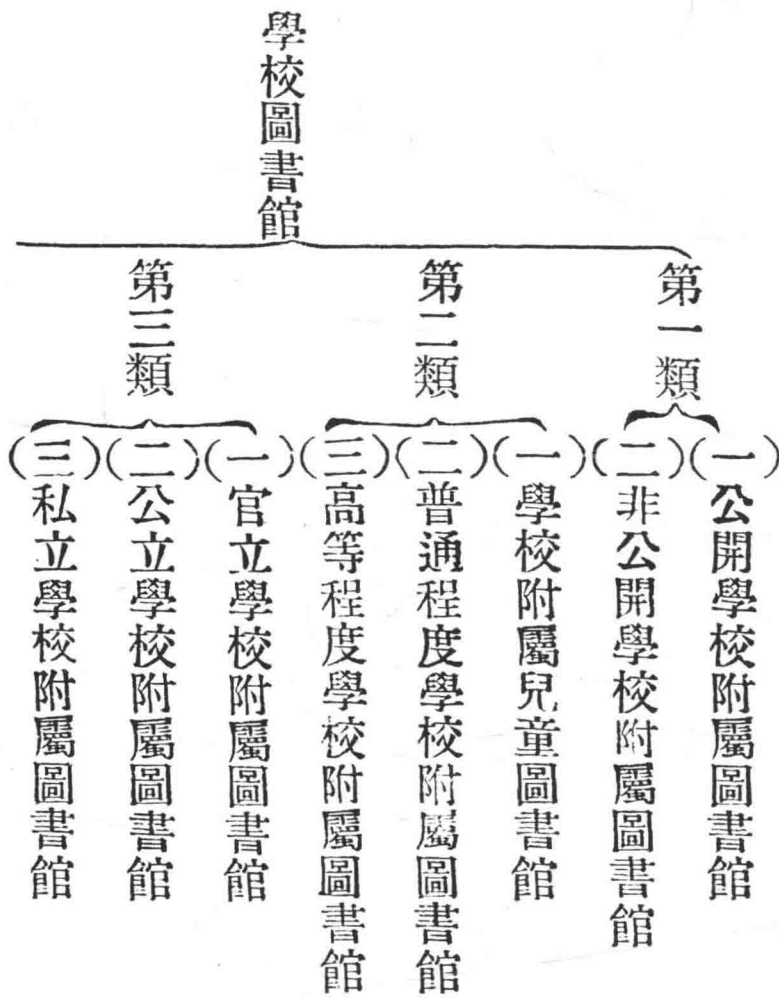 學校圖書館
第一類
(一)公開學校附屬圖書館
(二)非公開學校附屬圖書館
第二類
(一)學校附屬兒童圖書館
(二)普通程度學校附屬圖書館
(三)高等程度學校附屬圖書館
第三類
(一)官立學校附屬圖書館
(二)公立學校附屬圖書館
(三)私立學校附屬圖書館